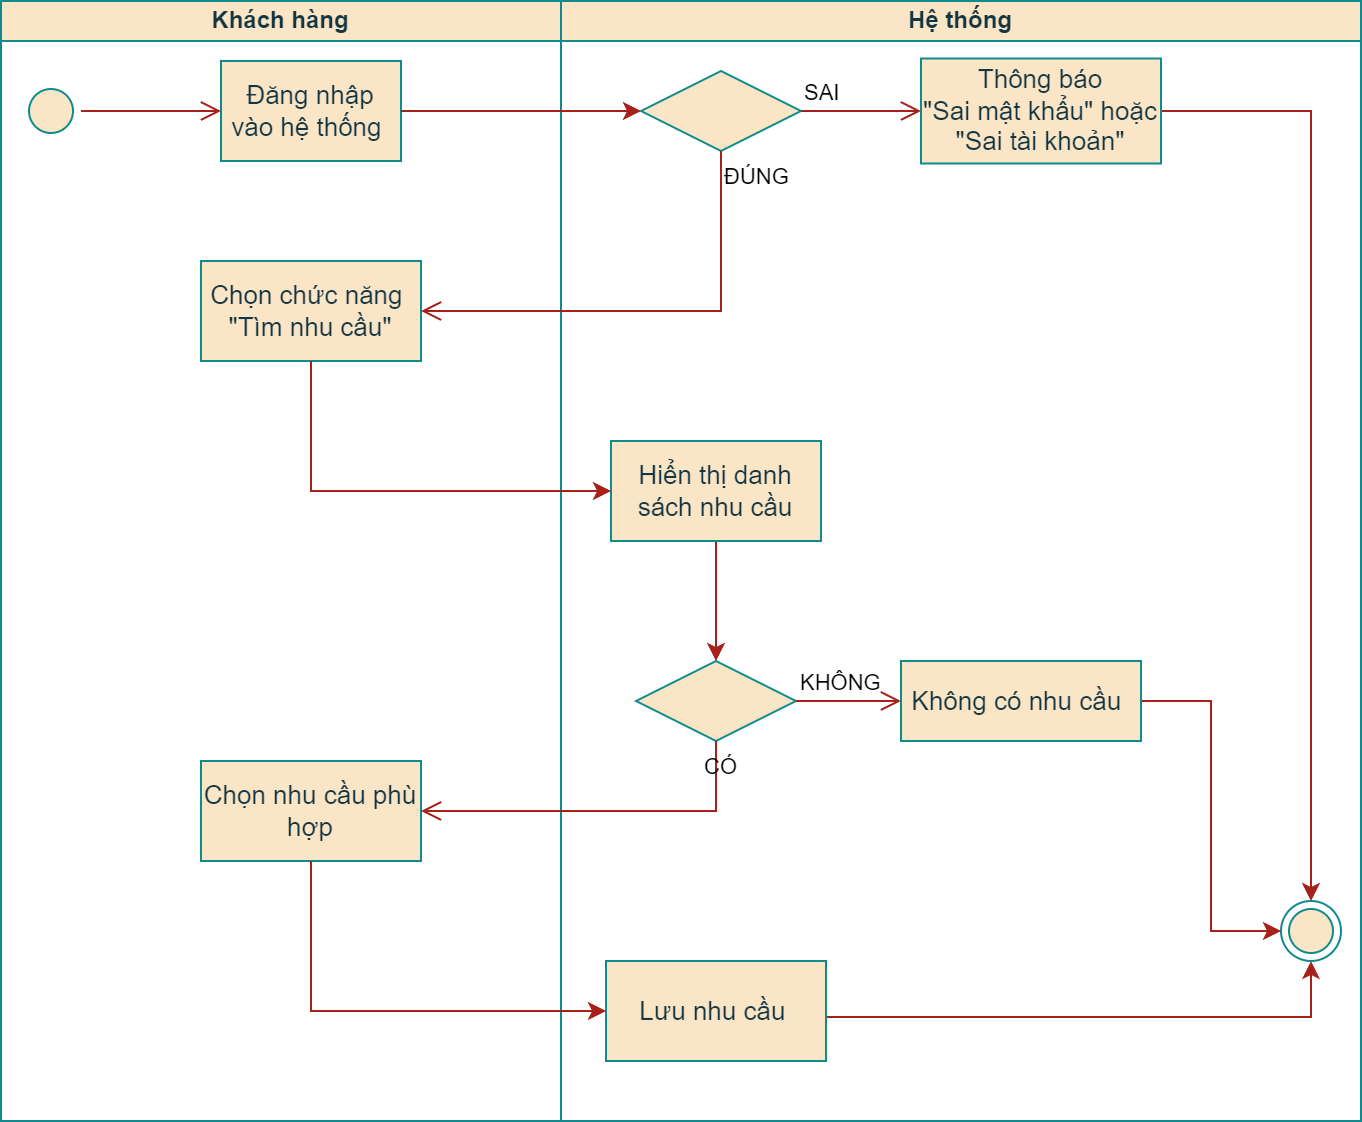 Khách hàng
Hệ thống
Đăng nhập
vào hệ thống
SAI
Thông báo
"Sai mật khẩu" hoặc
"Sai tài khoản"
ĐÚNG
Chọn chức năng
"Tìm nhu cầu"
Hiển thị danh
sách nhu cầu
KHÔNG
Không có nhu cầu
CÓ
Chọn nhu cầu phù
hợp
Lưu nhu cầu